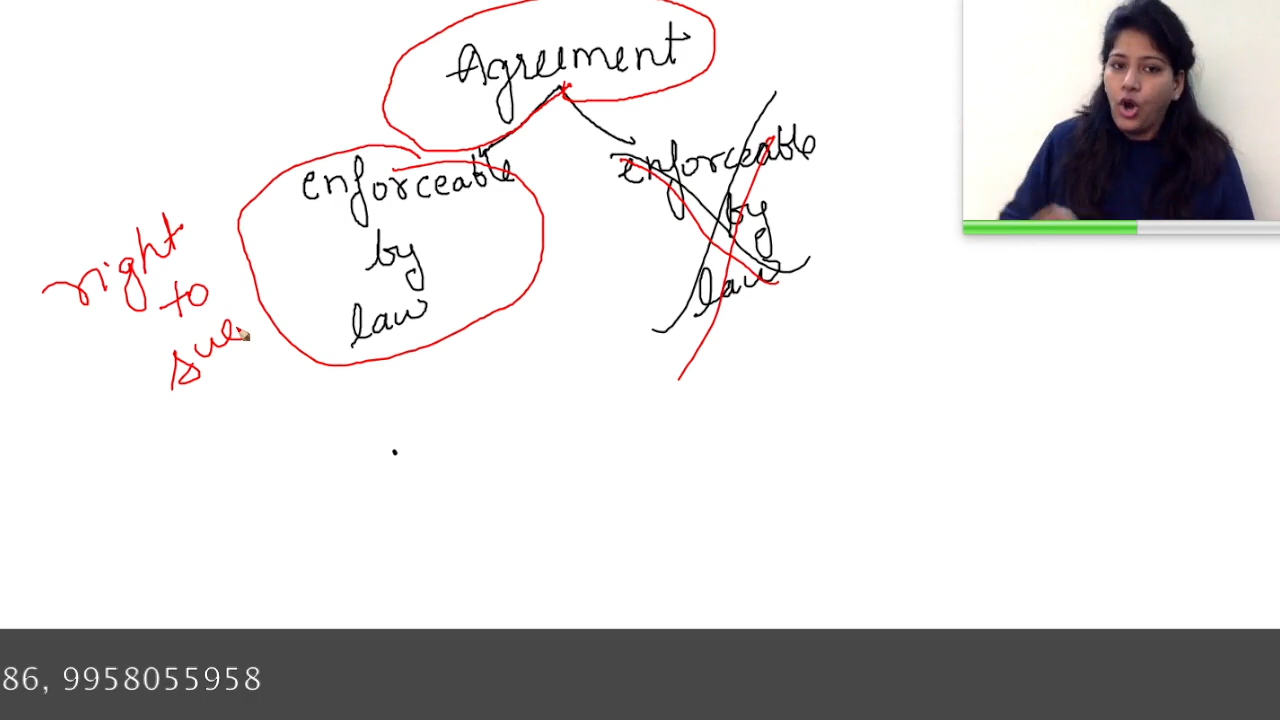 Agreement
enforceable
by
law
enforceable
by
law
right
to
sue
86, 9958055958